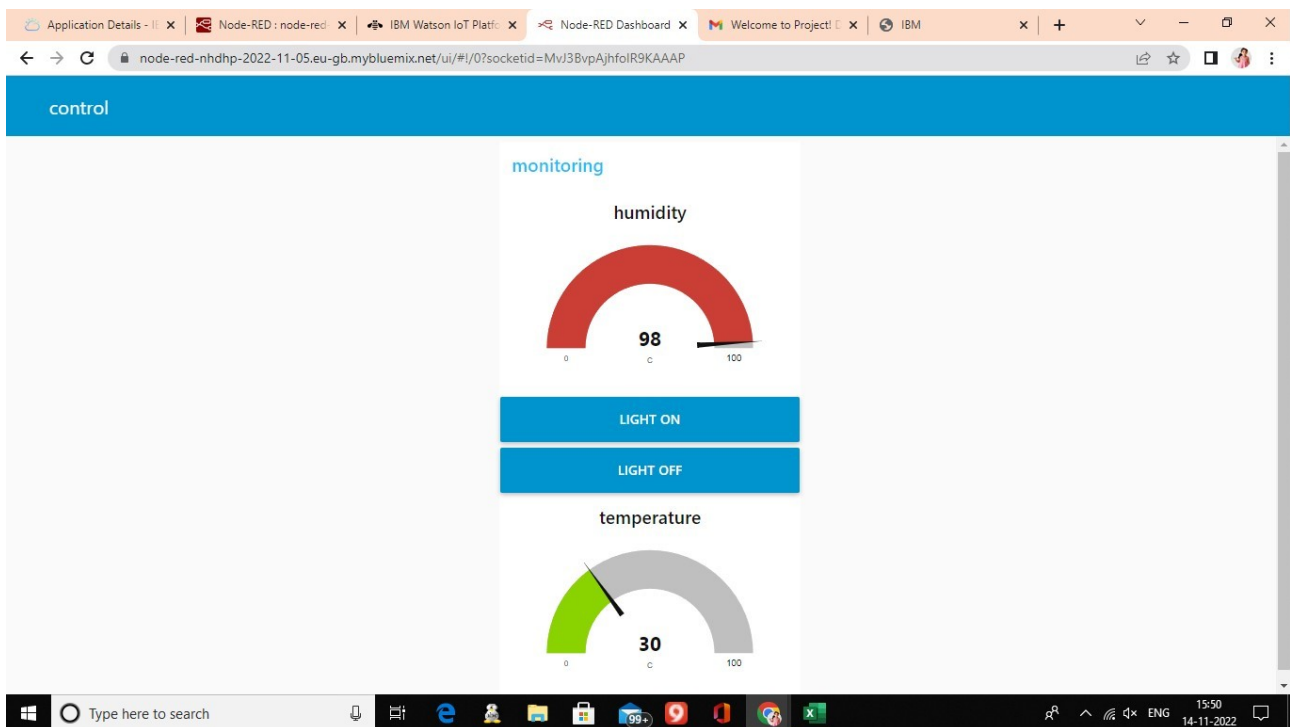 Application Details - I
Node-RED : node-red-
IBM Watson IoT Platfo
Node-RED Dashboard
Welcome to Project!
IBM
node-red-nhdhp-2022-11-05.eu-gb.mybluemix.net/ui/#!/0?socketid=MvJ3BvpAjhfolR9KAAAP
control
monitoring
humidity
98
0 C 100
LIGHT ON
LIGHT OFF
temperature
30
0 C 100
Type here to search
99+
ENG
15:50
14-11-2022